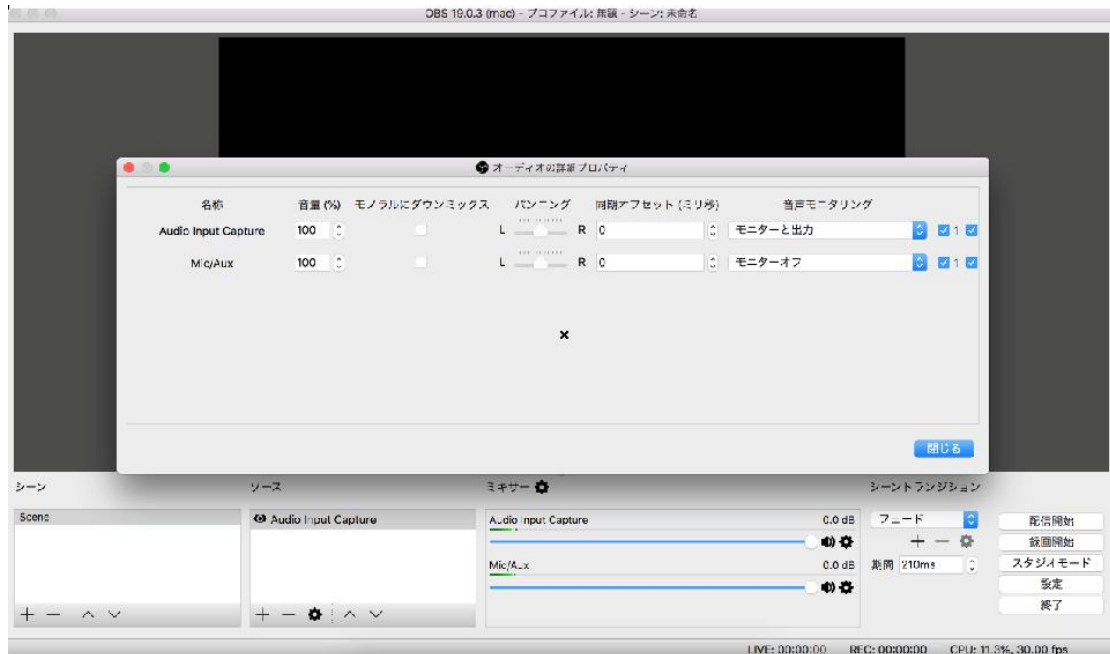 OBS 19.0.3 (mac) - プロファイル: 無題 - シーン: 未命名
オーディオの詳細プロパティ
名称 音量 (%) モノラルにダウンミックス パンニング 同期オフセット (ミリ秒) 音声モニタリング
Audio Input Capture 100 L R 0 モニターと出力 1
Mic/Aux 100 L R 0 モニターオフ 1
閉じる
シーン ソース ミキサー シーントランジション
Scene Audio Input Capture Audio Input Capture 0.0 dB フェード 配信開始
録画開始
Mic/Aux 0.0 dB 期間 210ms スタジオモード
設定
終了
LIVE: 00:00:00 REC: 00:00:00 CPU: 11.3%, 30.00 fps